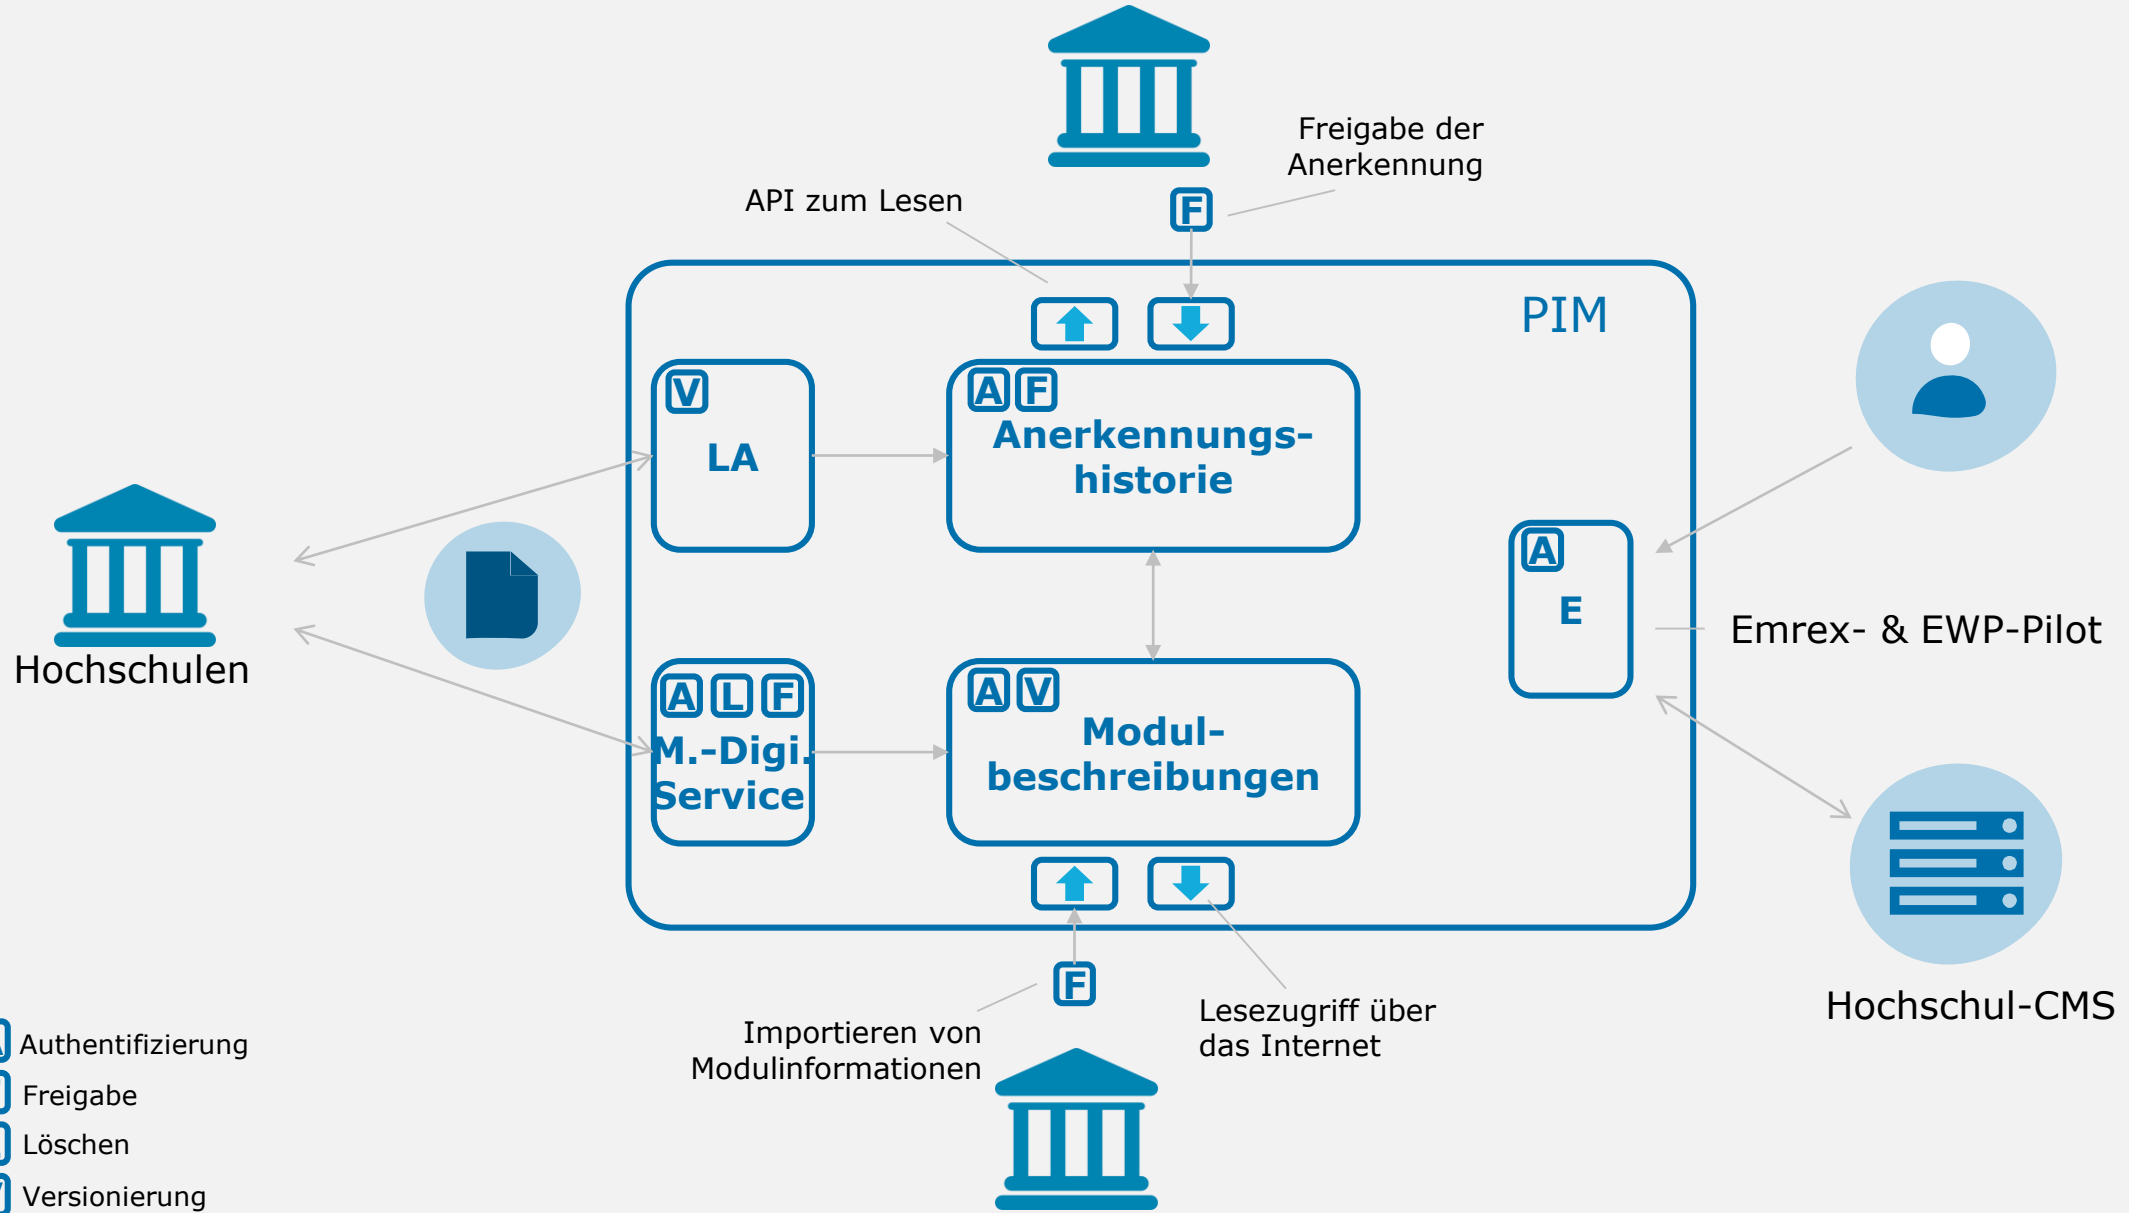 Freigabe der
Anerkennung
API zum Lesen
F
PIM
V
LA
A F
Anerkennungs-
historie
A
E
Emrex- & EWP-Pilot
Hochschulen
A L F
M.-Digi.
Service
A V
Modul-
beschreibungen
F
Importieren von
Modulinformationen
Lesezugriff über
das Internet
Hochschul-CMS
Authentifizierung
Freigabe
Löschen
Versionierung